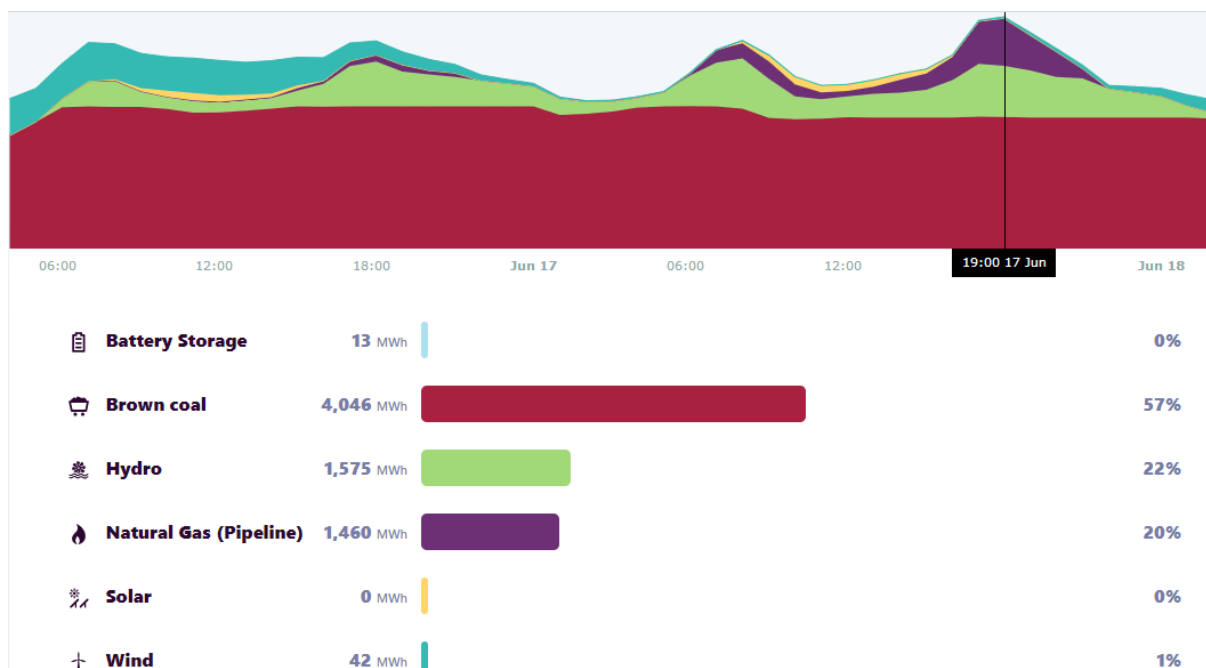 06:00 12:00 18:00 Jun 17 06:00 12:00 19:00 17 Jun Jun 18
Battery Storage 13 MWh 0%
Brown coal 4,046 MWh 57%
Hydro 1,575 MWh 22%
Natural Gas (Pipeline) 1,460 MWh 20%
Solar 0 MWh 0%
Wind 42 MWh 1%